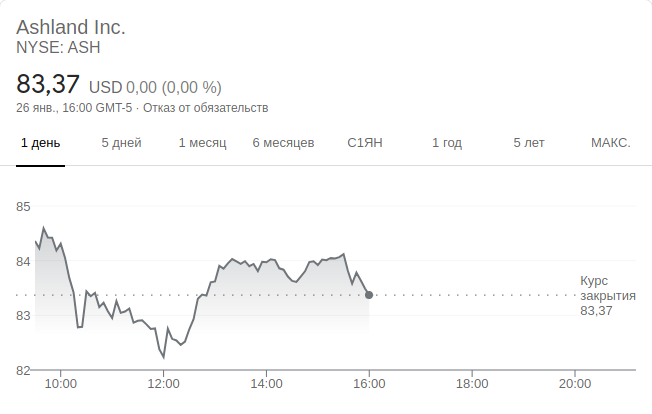 Ashland Inc.
NYSE: ASH
83,37 USD 0,00 (0,00 %)
26 янв., 16:00 GMT-5 · Отказ от обязательств
1 день 5 дней 1 месяц 6 месяцев С1ЯН 1 год 5 лет МАКС.
85
84
83
82
Курс
закрытия
83,37
10:00 12:00 14:00 16:00 18:00 20:00